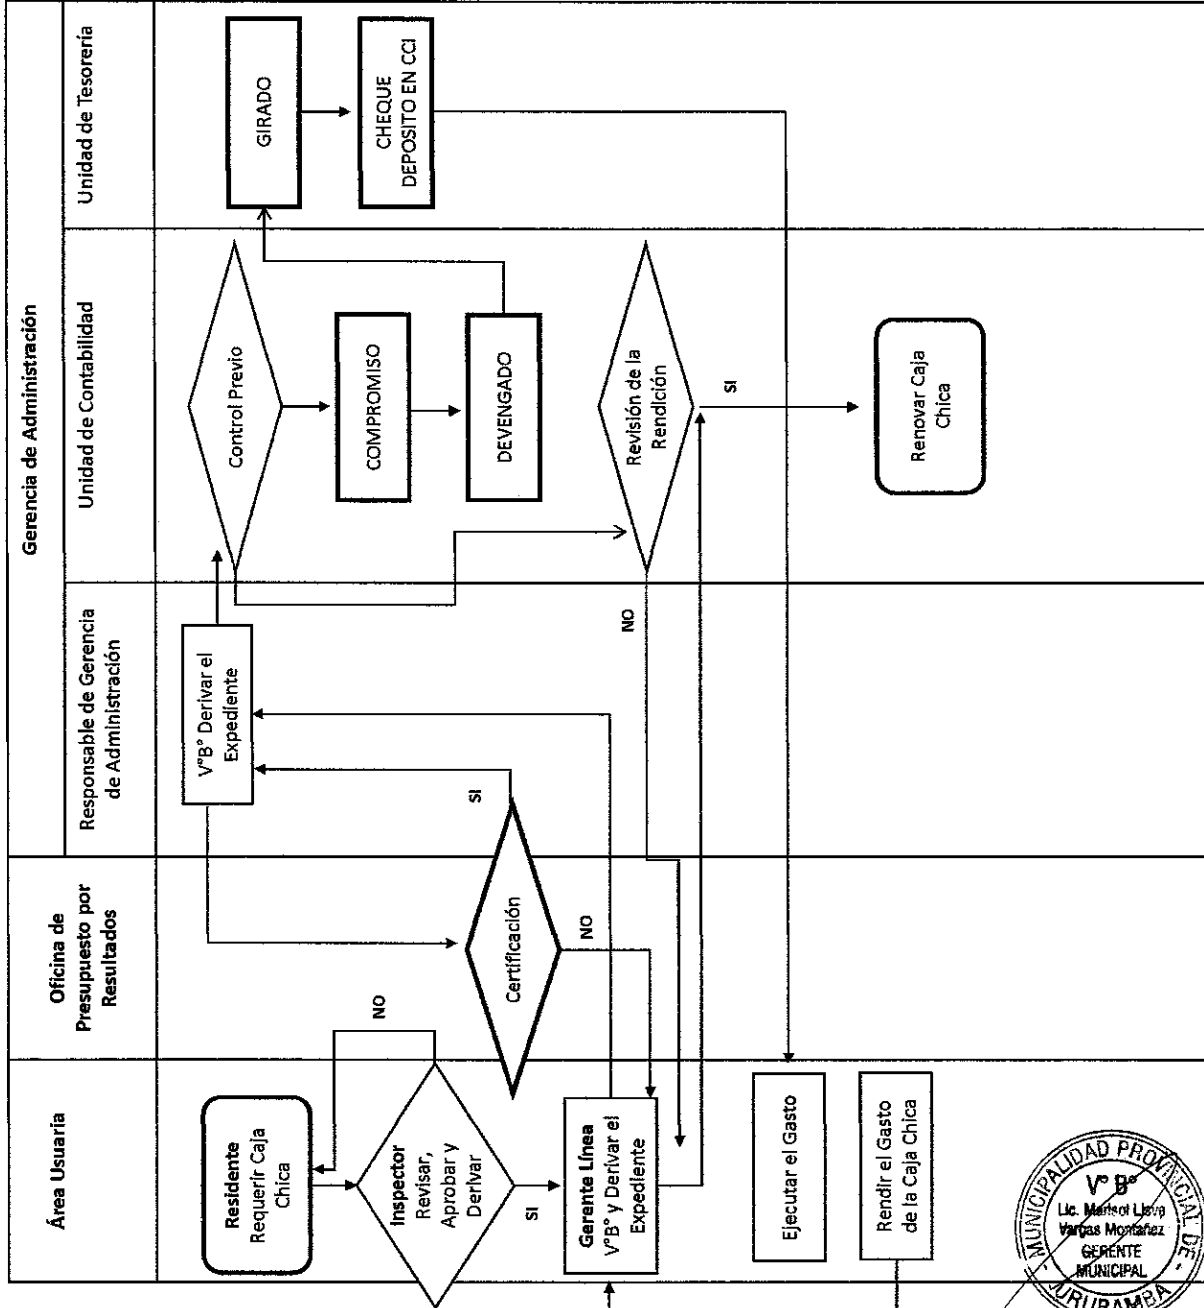 Gerencia de Administración
Área Usuaria
Oficina de
Presupuesto por
Resultados
Responsable de Gerencia
de Administración
Unidad de Contabilidad
Unidad de Tesorería
Residente
Requerir Caja
Chica
NO
Inspector
Revisar,
Aprobar y
Derivar
SI
Gerente Línea
V°B° y Derivar el
Expediente
Ejecutar el Gasto
Rendir el Gasto
de la Caja Chica
Certificación
SI
NO
V°B° Derivar el
Expediente
NO
Control Previo
COMPROMISO
DEVENGADO
Revisión de la
Rendición
SI
Renovar Caja
Chica
GIRADO
CHEQUE
DEPOSITO EN CCI
MUNICIPALIDAD PROVINCIAL DE
V° B°
Vargas Montañez
GERENTE
MUNICIPAL